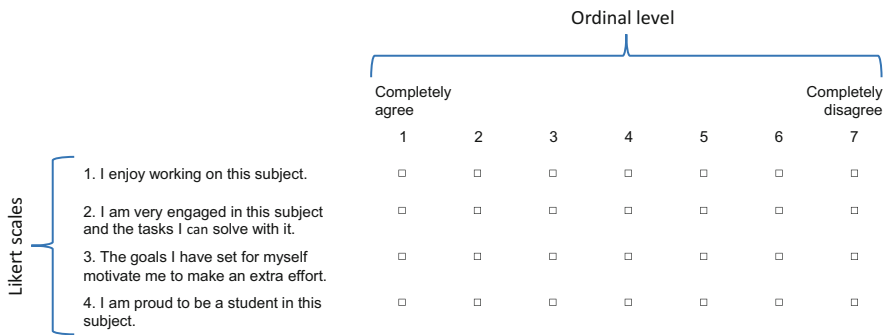 Ordinal level
Completely agree
Completely disagree
1 2 3 4 5 6 7
Likert scales
1. I enjoy working on this subject.
2. I am very engaged in this subject
and the tasks I can solve with it.
3. The goals I have set for myself
motivate me to make an extra effort.
4. I am proud to be a student in this
subject.